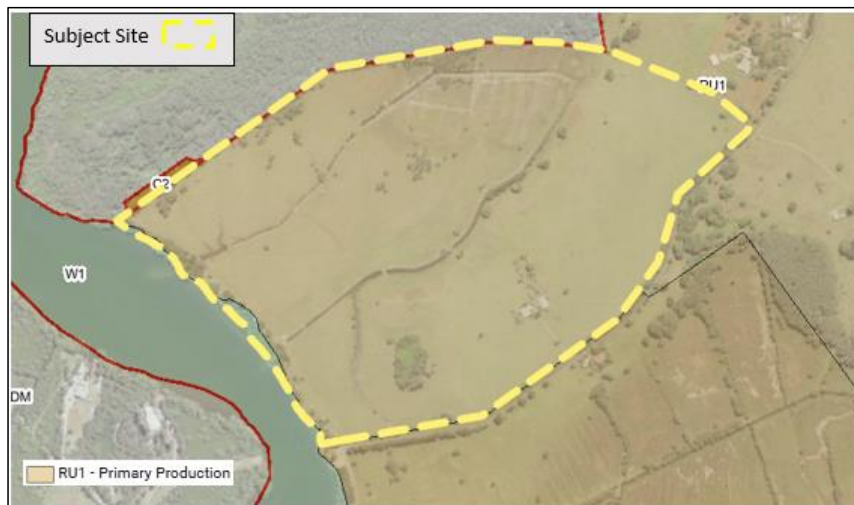 Subject Site
RU1
C2
W1
DM
RU1 - Primary Production